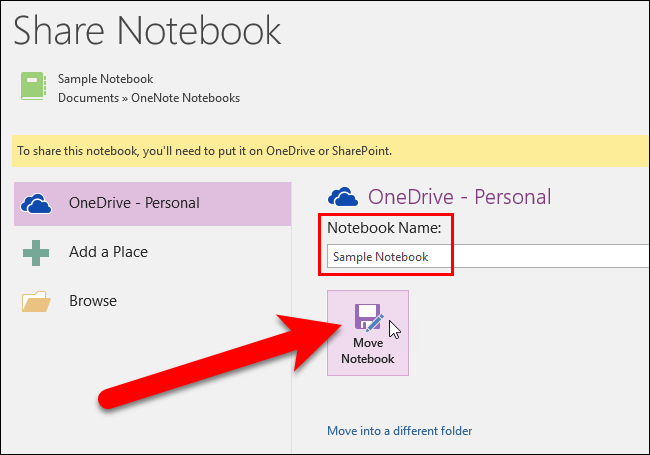 Share Notebook
Sample Notebook
Documents » OneNote Notebooks
To share this notebook, you'll need to put it on OneDrive or SharePoint.
OneDrive - Personal
Add a Place
Browse
OneDrive - Personal
Notebook Name:
Sample Notebook
Move
Notebook
Move into a different folder